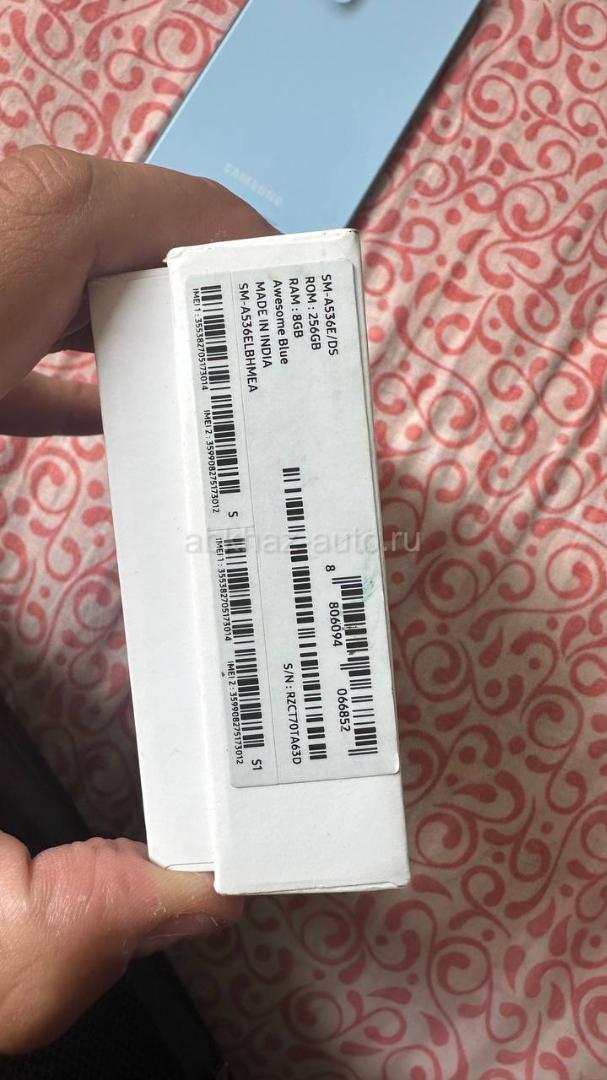 SAMSUNG
SM-A536E/DS
ROM : 256GB
RAM : 8GB
Awesome Blue
MADE IN INDIA
SM-A536ELBHMEA
IMEI 1 : 355382705173014
IMEI 2 : 359908275173012
S
IMEI 1 : 355382705173014
IMEI 2 : 359908275173012
S1
8 806094 066852
S/N : RZCT70TA63D
abkhaz-auto.ru